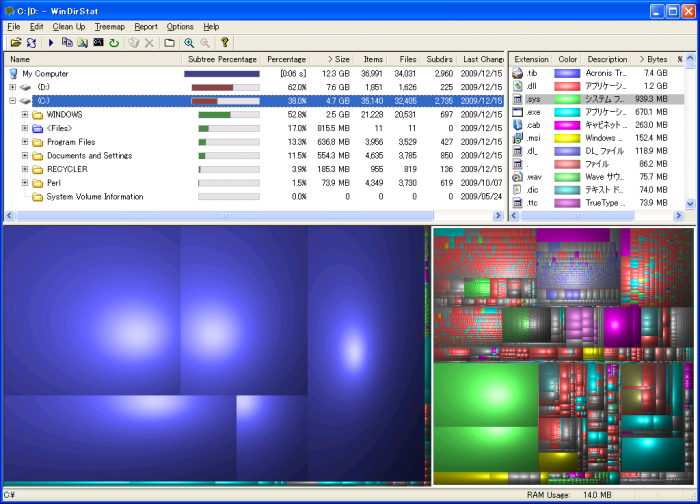 C:|D: - WinDirStat
File Edit Clean Up Treemap Report Options Help
Name Subtree Percentage Percentage > Size Items Files Subdirs Last Change
My Computer [0:06 s] 12.3 GB 36,991 34,031 2,960 2009/12/15
(D:) 62.0% 7.6 GB 1,851 1,626 225 2009/12/15
(C:) 38.0% 4.7 GB 35,140 32,405 2,735 2009/12/15
WINDOWS 52.8% 2.5 GB 21,228 20,531 697 2009/12/15
<Files> 17.0% 815.5 MB 11 11 0 2009/12/15
Program Files 13.3% 636.8 MB 3,956 3,529 427 2009/12/15
Documents and Settings 11.5% 554.3 MB 4,635 3,785 850 2009/12/15
RECYCLER 3.9% 185.3 MB 955 819 136 2009/12/15
Perl 1.5% 73.9 MB 4,349 3,730 619 2009/10/07
System Volume Information 0.0% 0 0 0 0 2009/05/24
Extension Color Description > Bytes %
.tib Acronis Tr... 7.4 GB
.dll アプリケーシ... 1.2 GB
.sys システム フ... 939.3 MB
.exe アプリケーシ... 670.1 MB
.cab キャビネット ... 263.0 MB
.msi Windows ... 152.4 MB
.dl_ DL_ ファイル 118.9 MB
. ファイル 86.2 MB
.wav Wave サウ... 75.7 MB
.dic テキスト ド... 74.0 MB
.ttc TrueType ... 73.9 MB
C:¥ RAM Usage: 14.0 MB